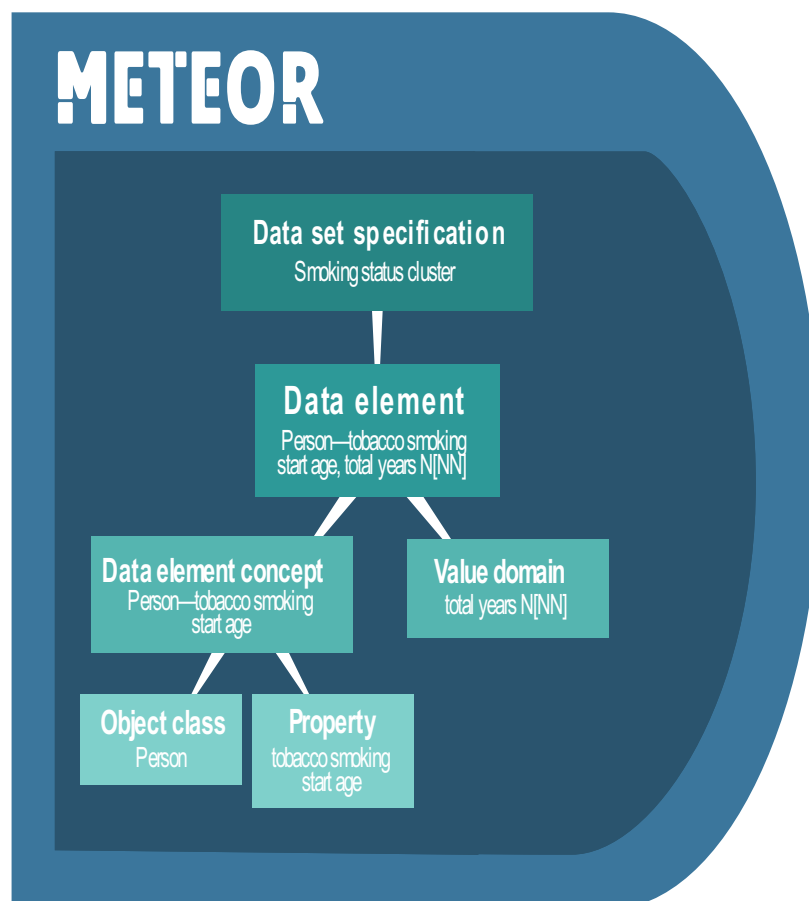 METEOR
Data set specification
Smoking status cluster
Data element
Person—tobacco smoking
start age, total years N[NN]
Data element concept
Person—tobacco smoking
start age
Value domain
total years N[NN]
Object class
Person
Property
tobacco smoking
start age